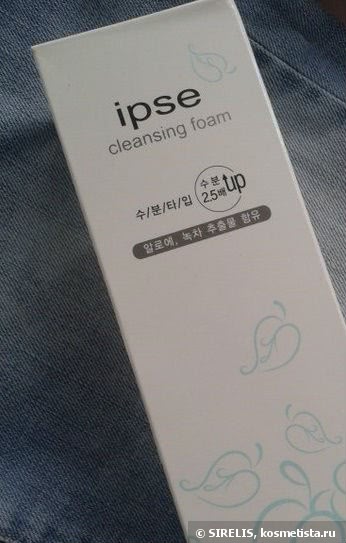 ipse
cleansing foam
수/분/타/입 수분 2.5배 up
알로에, 녹차 추출물 함유
© SIRELIS, kosmetista.ru